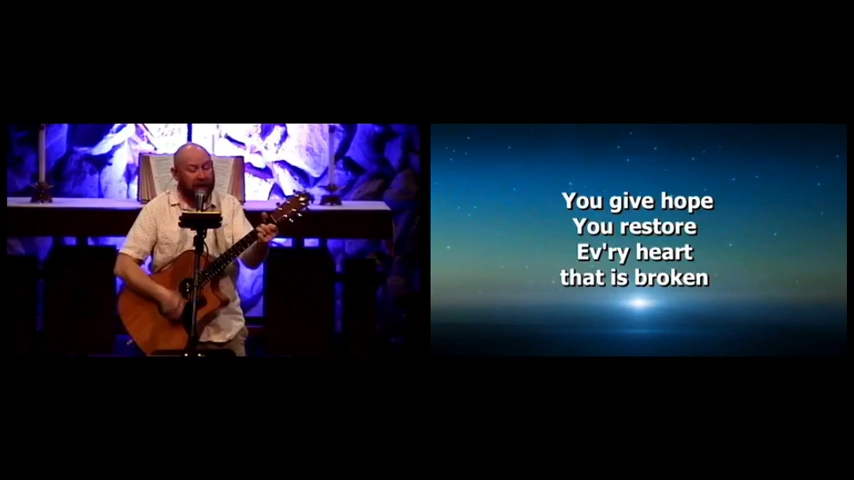 You give hope
You restore
Ev'ry heart
that is broken